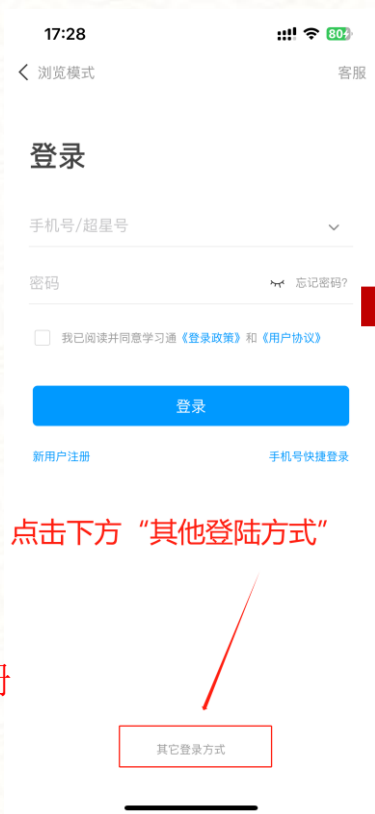 17:28
80
浏览模式
客服
登录
手机号/超星号
密码
忘记密码?
我已阅读并同意学习通《登录政策》和《用户协议》
登录
新用户注册
手机号快捷登录
点击下方“其他登陆方式”
册
其它登录方式